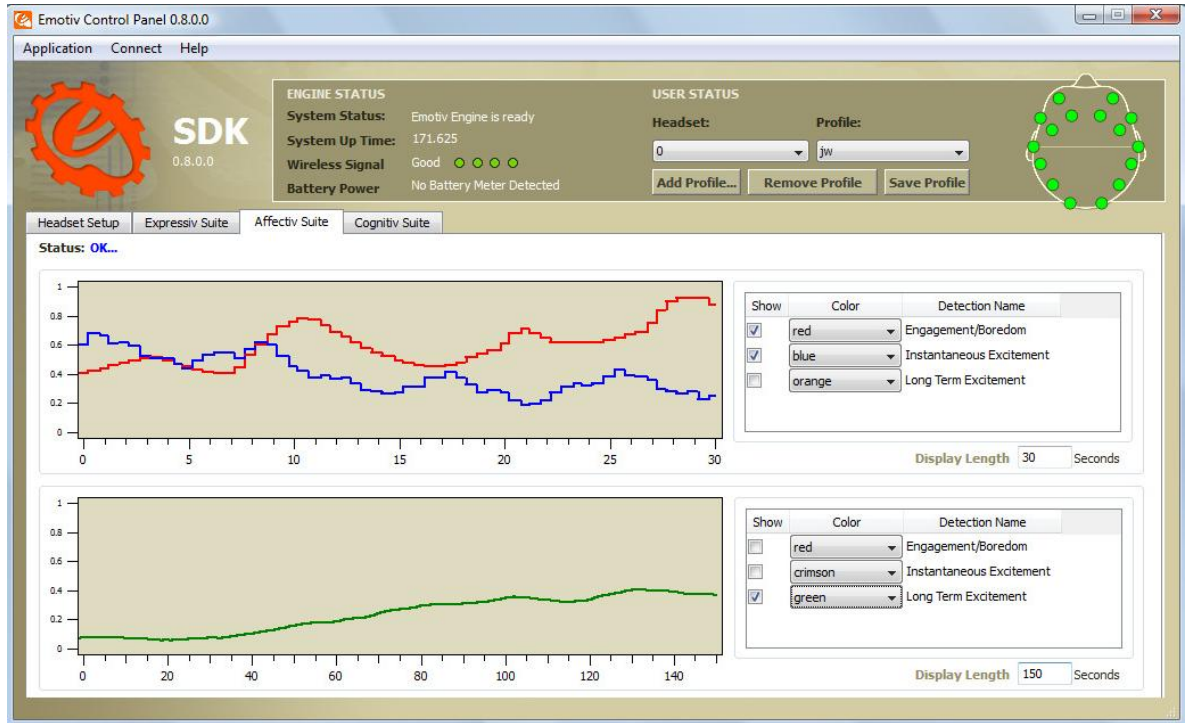 Emotiv Control Panel 0.8.0.0
Application Connect Help
SDK
0.8.0.0
ENGINE STATUS
System Status: Emotiv Engine is ready
System Up Time: 171.625
Wireless Signal Good
Battery Power No Battery Meter Detected
USER STATUS
Headset: Profile:
0 jw
Add Profile... Remove Profile Save Profile
Headset Setup Expressiv Suite Affectiv Suite Cognitiv Suite
Status: OK...
1
0.8
0.6
0.4
0.2
0
0 5 10 15 20 25 30
Show Color Detection Name
red Engagement/Boredom
blue Instantaneous Excitement
orange Long Term Excitement
Display Length 30 Seconds
1
0.8
0.6
0.4
0.2
0
0 20 40 60 80 100 120 140
Show Color Detection Name
red Engagement/Boredom
crimson Instantaneous Excitement
green Long Term Excitement
Display Length 150 Seconds